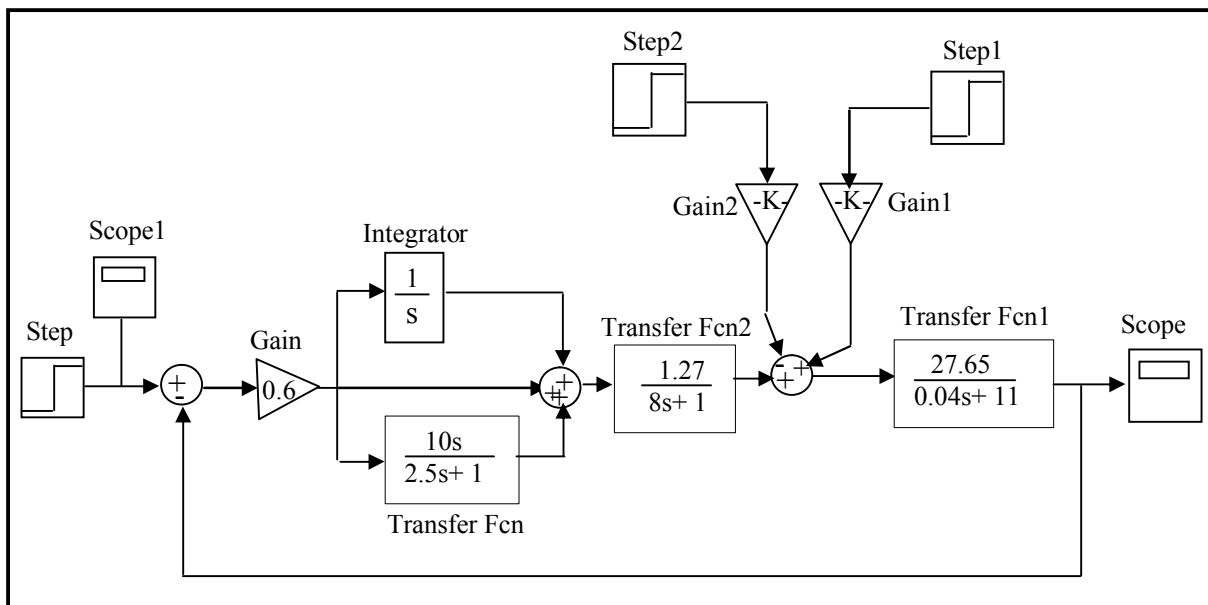 Step2
Step1
-K-
Gain2
-K-
Gain1
Scope1
Integrator
1
s
Step
Gain
0.6
Transfer Fcn2
1.27
8s+ 1
Transfer Fcn1
27.65
0.04s+ 11
Scope
+
-
+
++
-
+
+
10s
2.5s+ 1
Transfer Fcn